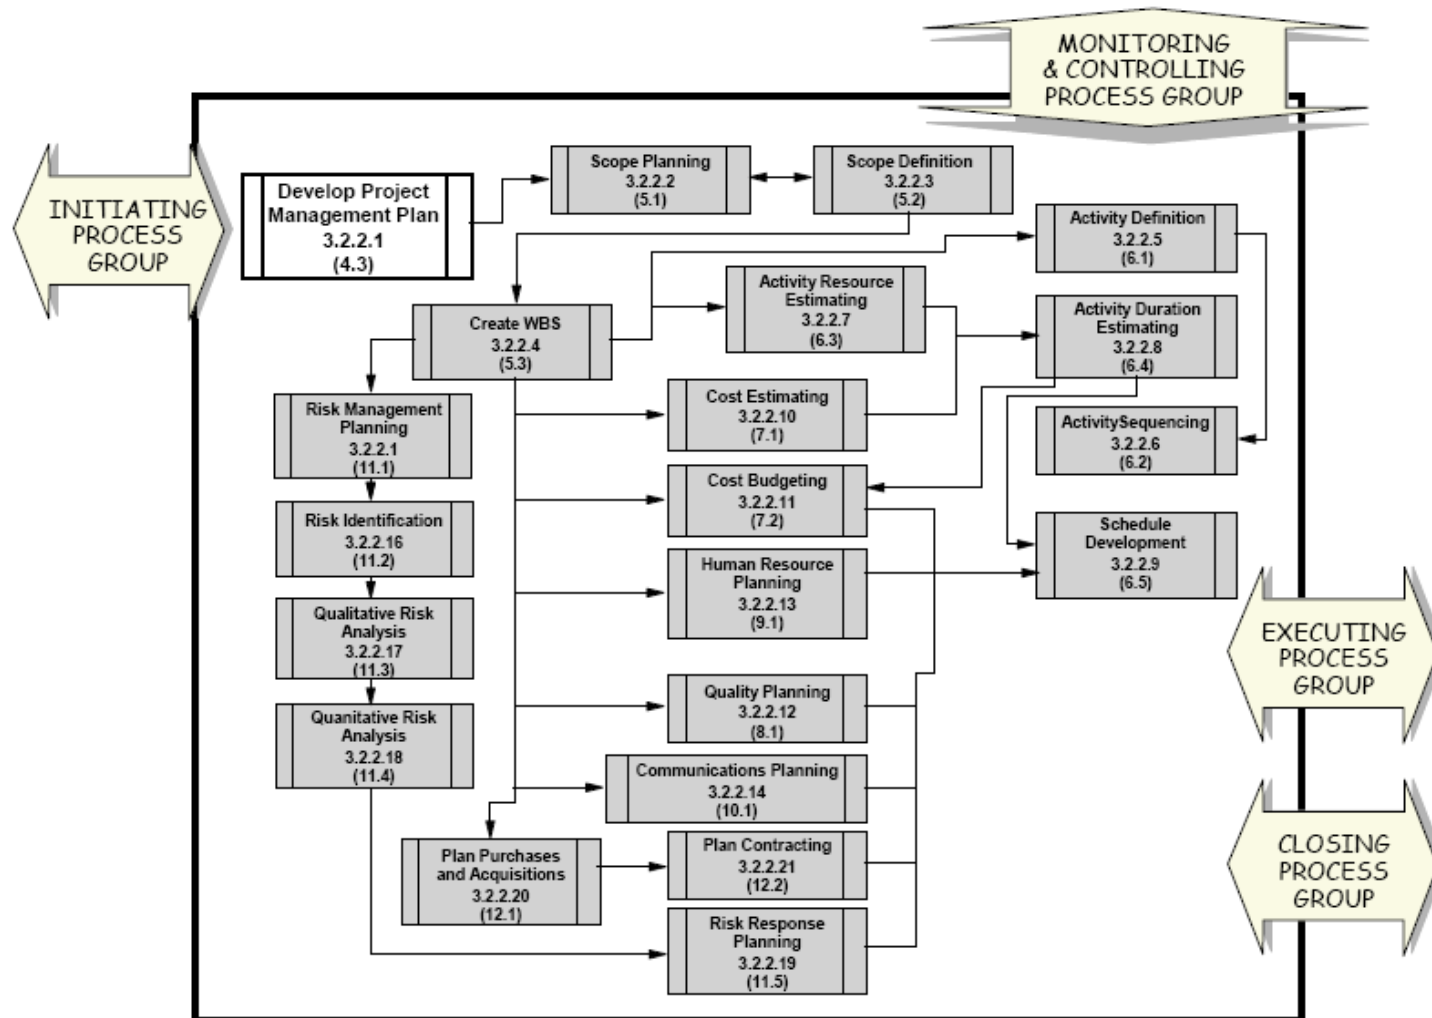 MONITORING
& CONTROLLING
PROCESS GROUP
INITIATING
PROCESS
GROUP
Develop Project
Management Plan
3.2.2.1
(4.3)
Scope Planning
3.2.2.2
(5.1)
Scope Definition
3.2.2.3
(5.2)
Activity Definition
3.2.2.5
(6.1)
Activity Resource
Estimating
3.2.2.7
(6.3)
Activity Duration
Estimating
3.2.2.8
(6.4)
Create WBS
3.2.2.4
(5.3)
Risk Management
Planning
3.2.2.1
(11.1)
Cost Estimating
3.2.2.10
(7.1)
ActivitySequencing
3.2.2.6
(6.2)
Risk Identification
3.2.2.16
(11.2)
Cost Budgeting
3.2.2.11
(7.2)
Schedule
Development
3.2.2.9
(6.5)
Human Resource
Planning
3.2.2.13
(9.1)
Qualitative Risk
Analysis
3.2.2.17
(11.3)
EXECUTING
PROCESS
GROUP
Quanitative Risk
Analysis
3.2.2.18
(11.4)
Quality Planning
3.2.2.12
(8.1)
Communications Planning
3.2.2.14
(10.1)
Plan Purchases
and Acquisitions
3.2.2.20
(12.1)
Plan Contracting
3.2.2.21
(12.2)
CLOSING
PROCESS
GROUP
Risk Response
Planning
3.2.2.19
(11.5)